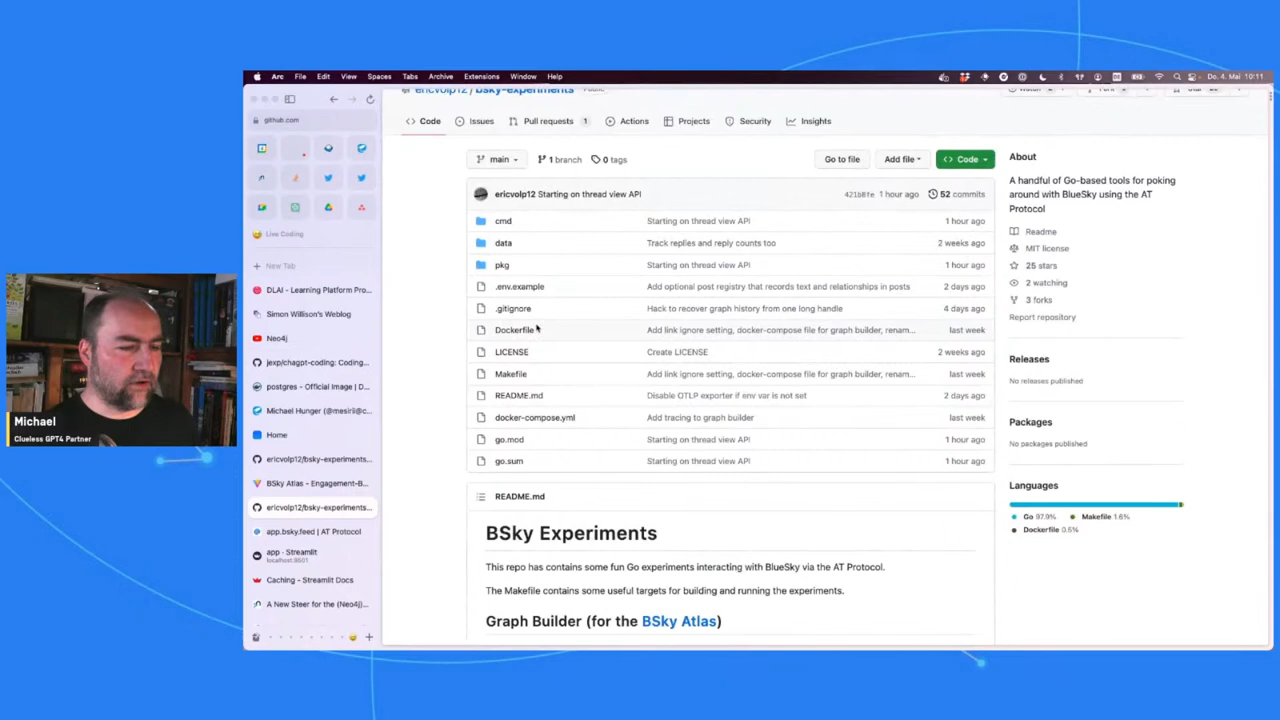 Arc File Edit View Spaces Tabs Archive Extensions Window Help
Do. 4. Mai 10:11
ericvolp12 / bsky-experiments Public
github.com
Code Issues Pull requests 1 Actions Projects Security Insights
main 1 branch 0 tags Go to file Add file Code
ericvolp12 Starting on thread view API 421b0fe 1 hour ago 52 commits
cmd Starting on thread view API 1 hour ago
data Track replies and reply counts too 2 weeks ago
pkg Starting on thread view API 1 hour ago
.env.example Add optional post registry that records text and relationships in posts 2 days ago
.gitignore Hack to recover graph history from one long handle 4 days ago
Dockerfile Add link ignore setting, docker-compose file for graph builder, renam... last week
LICENSE Create LICENSE 2 weeks ago
Makefile Add link ignore setting, docker-compose file for graph builder, renam... last week
README.md Disable OTLP exporter if env var is not set 2 days ago
docker-compose.yml Add tracing to graph builder last week
go.mod Starting on thread view API 1 hour ago
go.sum Starting on thread view API 1 hour ago
README.md
BSky Experiments
This repo has contains some fun Go experiments interacting with BlueSky via the AT Protocol.
The Makefile contains some useful targets for building and running the experiments.
Graph Builder (for the BSky Atlas)
About
A handful of Go-based tools for poking
around with BlueSky using the AT
Protocol
Readme
MIT license
25 stars
2 watching
3 forks
Report repository
Releases
No releases published
Packages
No packages published
Languages
Go 97.9% Makefile 1.6%
Dockerfile 0.5%
Live Coding
New Tab
DLAI - Learning Platform Pro...
Simon Willison's Weblog
Neo4j
jexp/chagpt-coding: Coding...
postgres - Official Image | D...
Michael Hunger (@mesirii@c...
Home
ericvolp12/bsky-experiments...
BSky Atlas - Engagement-B...
ericvolp12/bsky-experiments...
app.bsky.feed | AT Protocol
app · Streamlit
localhost:8501
Caching - Streamlit Docs
A New Steer for the (Neo4j)...
Michael
Clueless GPT4 Partner